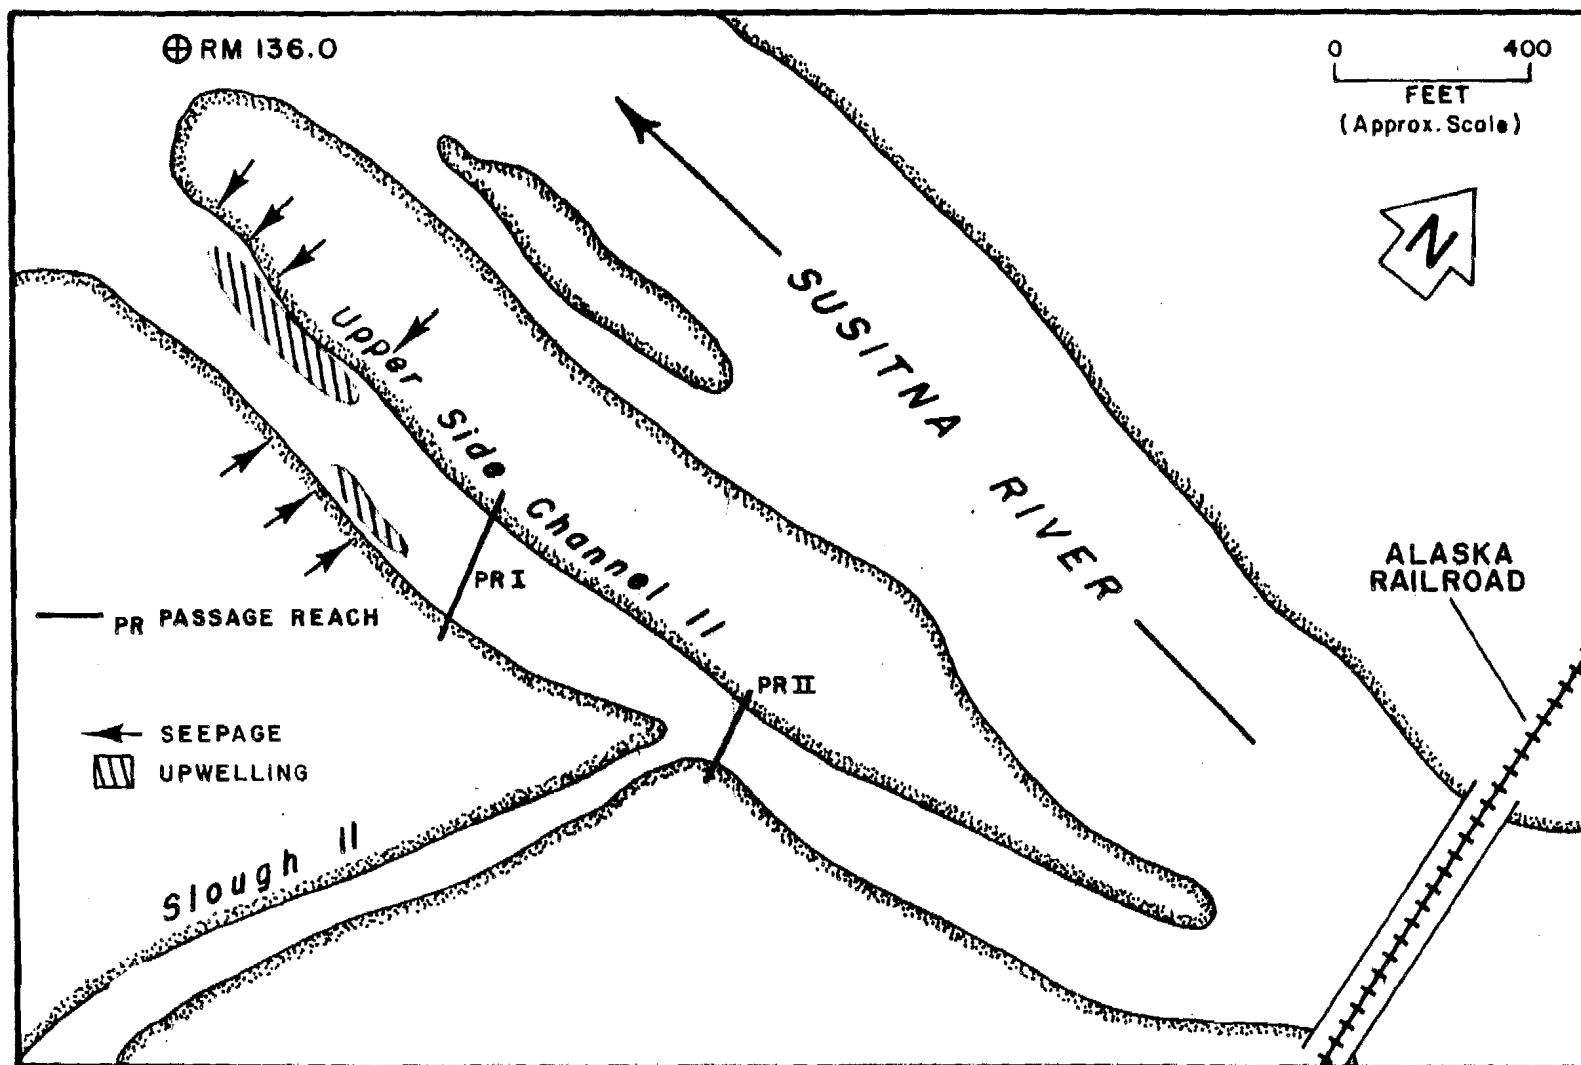 RM 136.0
0 400
FEET
(Approx. Scale)
N
SUSITNA RIVER
Upper Side Channel 11
ALASKA
RAILROAD
PR I
PR PASSAGE REACH
PR II
SEEPAGE
UPWELLING
Slough 11